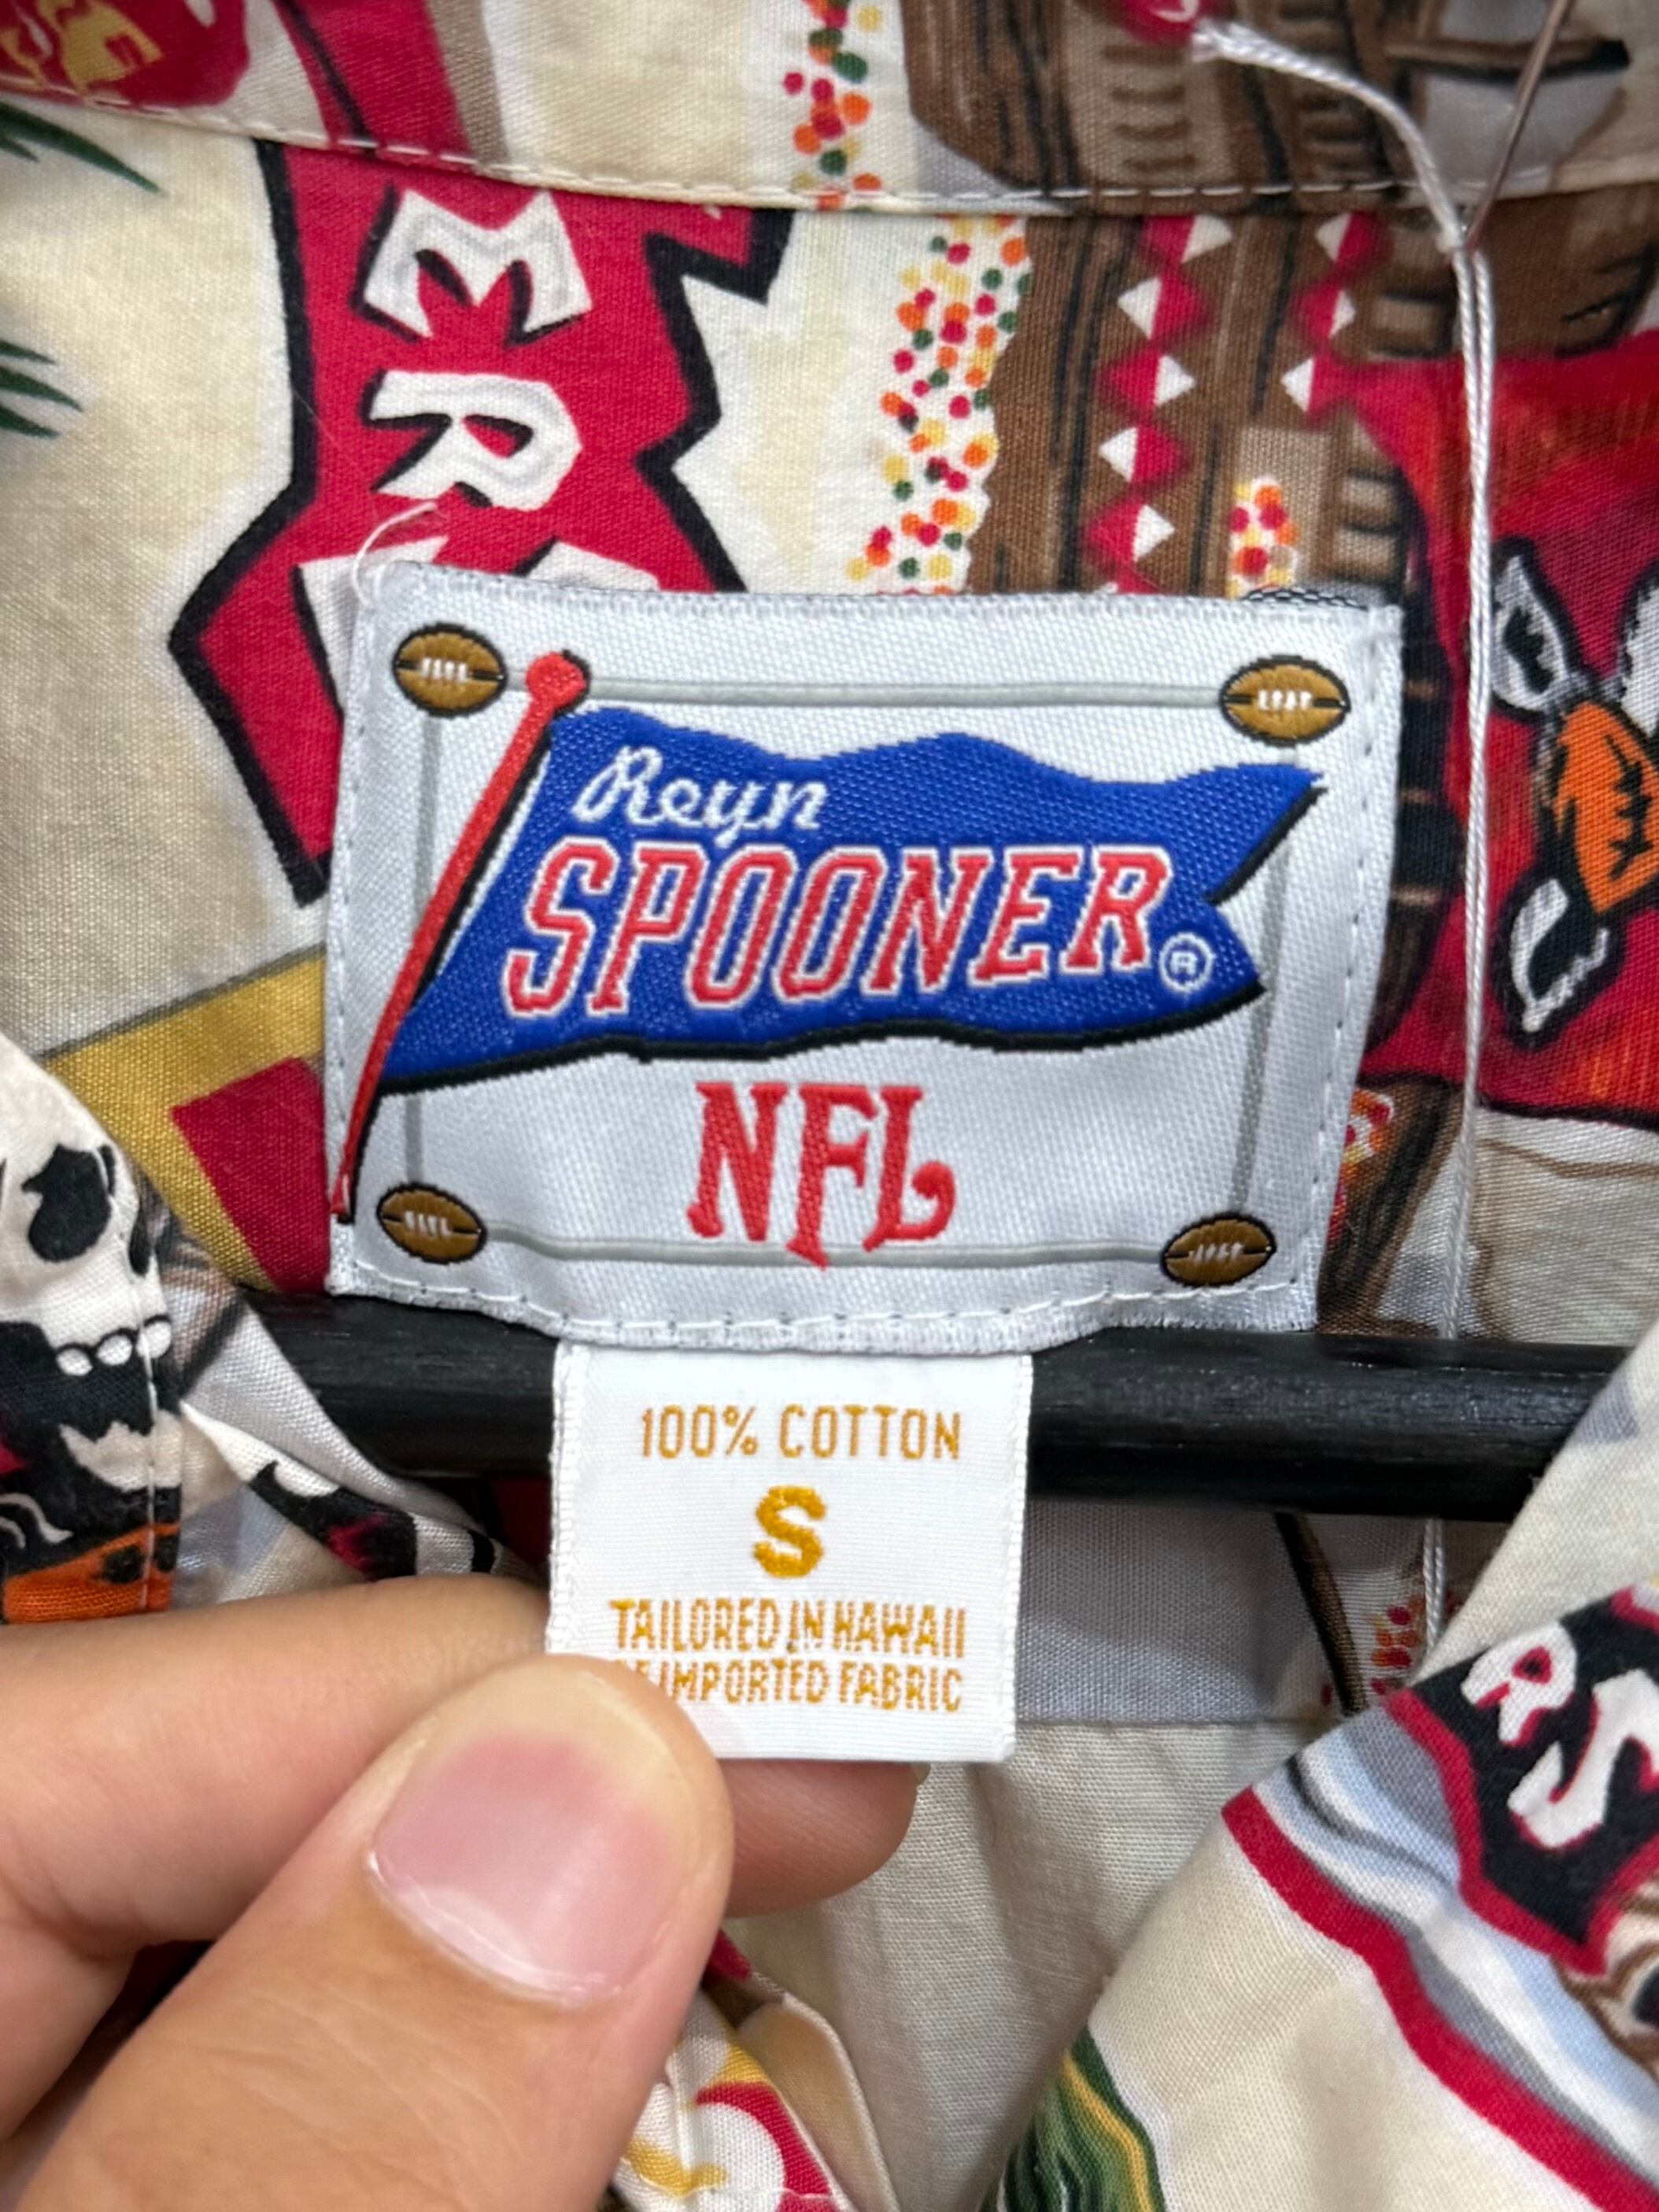 Reyn
SPOONER®
NFL
100% COTTON
S
TAILORED IN HAWAII
IMPORTED FABRIC